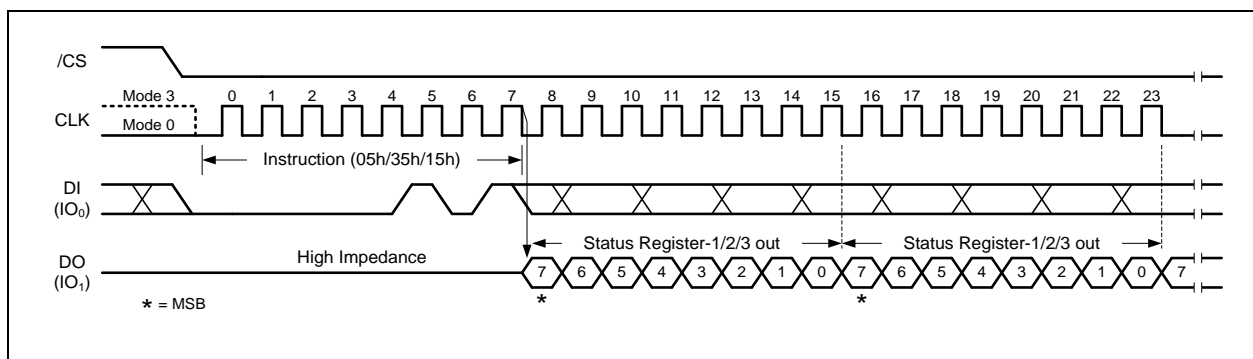 /CS
Mode 3
0 1 2 3 4 5 6 7 8 9 10 11 12 13 14 15 16 17 18 19 20 21 22 23
CLK
Mode 0
Instruction (05h/35h/15h)
DI
(IO0)
Status Register-1/2/3 out Status Register-1/2/3 out
High Impedance
DO
(IO1)
7 6 5 4 3 2 1 0 7 6 5 4 3 2 1 0 7
* *
* = MSB